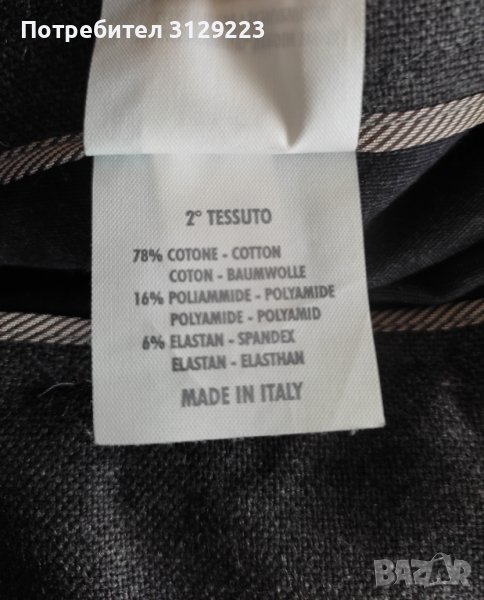 Потребител 3129223
2° TESSUTO
78% COTONE - COTTON
COTON - BAUMWOLLE
16% POLIAMMIDE - POLYAMIDE
POLYAMIDE - POLYAMID
6% ELASTAN - SPANDEX
ELASTAN - ELASTHAN
MADE IN ITALY
BAZAR